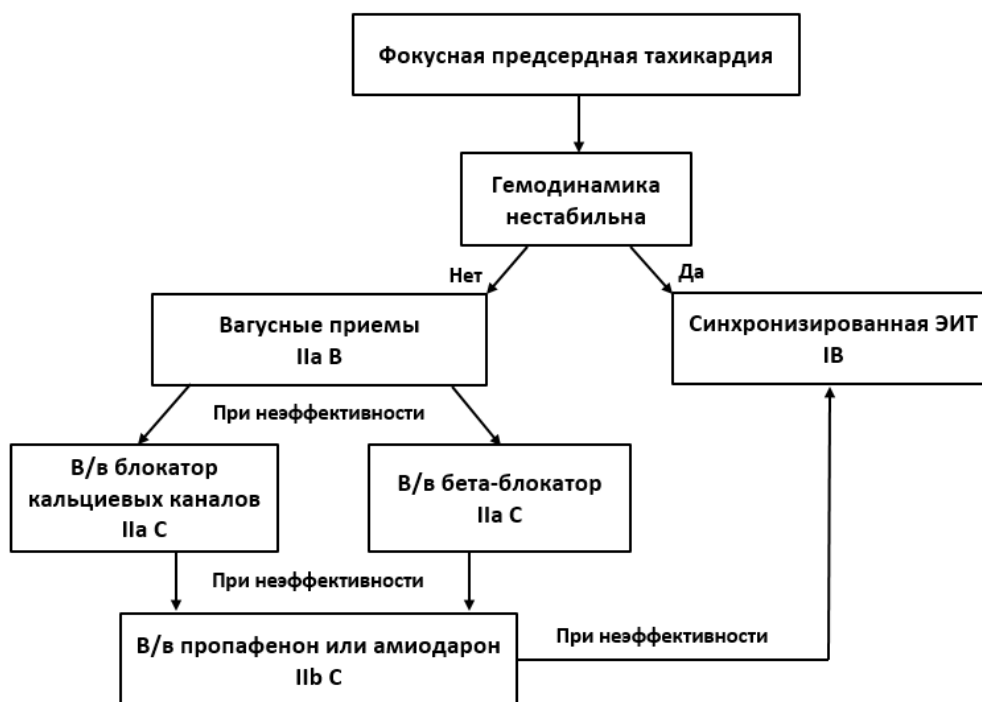 Фокусная предсердная тахикардия
Гемодинамика
нестабильна
Нет
Да
Вагусные приемы
IIa B
Синхронизированная ЭИТ
IB
При неэффективности
В/в блокатор
кальциевых каналов
IIa C
В/в бета-блокатор
IIa C
При неэффективности
В/в пропафенон или амиодарон
IIb C
При неэффективности